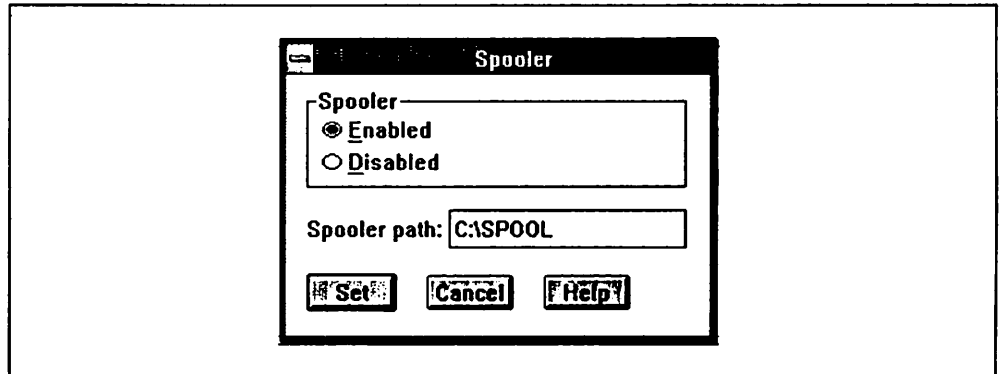 Spooler
Spooler
Enabled
Disabled
Spooler path: C:\SPOOL
Set Cancel Help